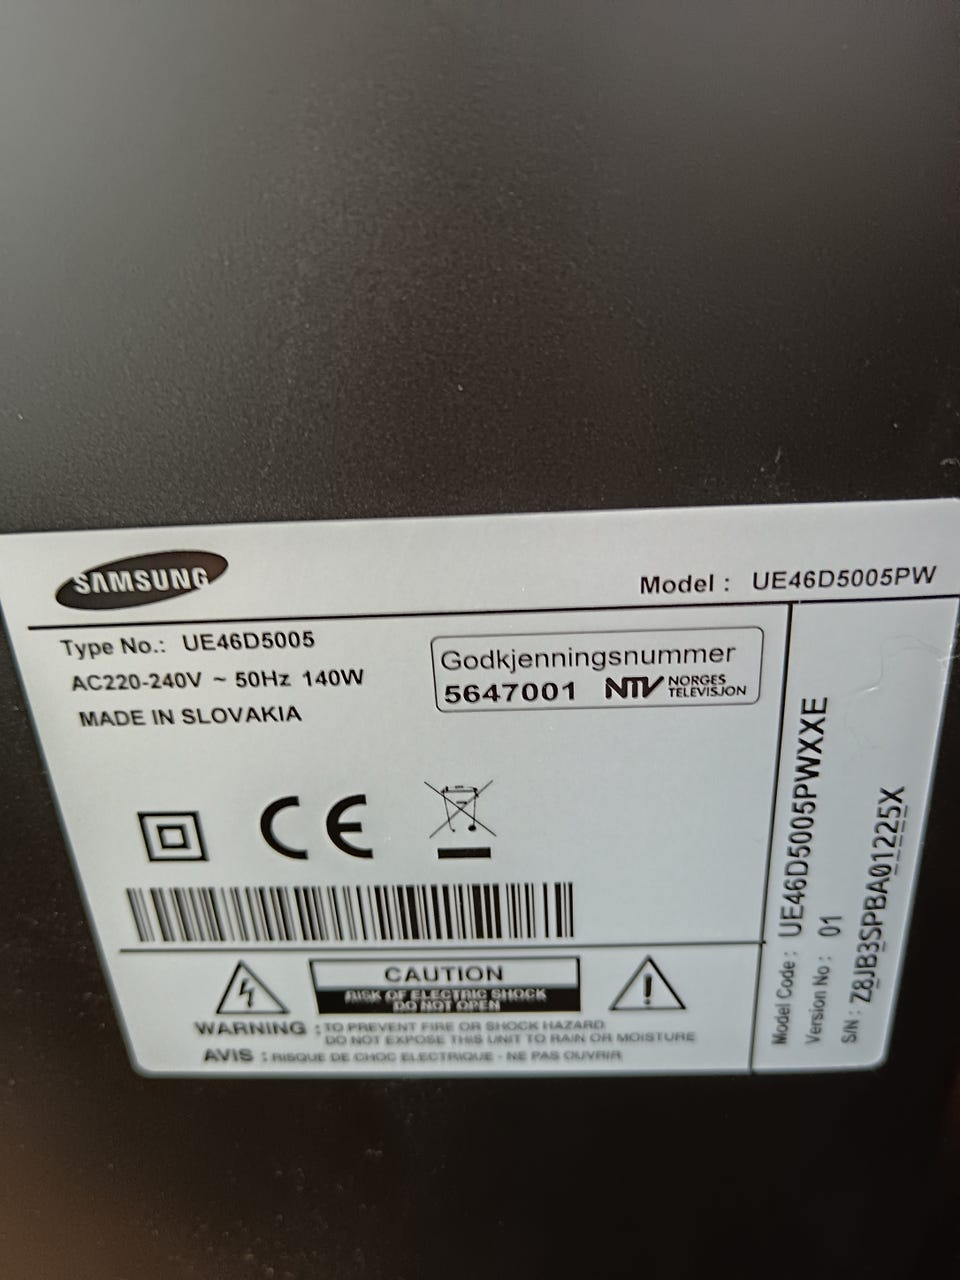 SAMSUNG
Model : UE46D5005PW
Type No.: UE46D5005
AC220-240V ~ 50Hz 140W
MADE IN SLOVAKIA
Godkjenningsnummer
5647001 NTV NORGES
TELEVISJON
CE
CAUTION
RISK OF ELECTRIC SHOCK
DO NOT OPEN
WARNING : TO PREVENT FIRE OR SHOCK HAZARD
DO NOT EXPOSE THIS UNIT TO RAIN OR MOISTURE
AVIS : RISQUE DE CHOC ELECTRIQUE - NE PAS OUVRIR
Model Code : UE46D5005PWXXE
Version No : 01
S/N : Z8JB3SPBA01225X